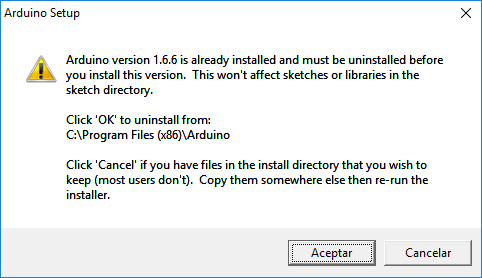 Arduino Setup
Arduino version 1.6.6 is already installed and must be uninstalled before
you install this version.  This won't affect sketches or libraries in the
sketch directory.
Click 'OK' to uninstall from:
C:\Program Files (x86)\Arduino
Click 'Cancel' if you have files in the install directory that you wish to
keep (most users don't).  Copy them somewhere else then re-run the
installer.
Aceptar
Cancelar